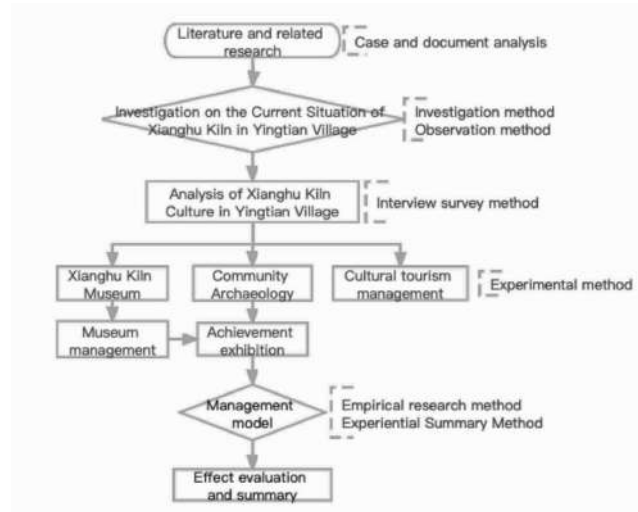 Literature and related
research
Case and document analysis
Investigation on the Current Situation of
Xianghu Kiln in Yingtian Village
Investigation method
Observation method
Analysis of Xianghu Kiln
Culture in Yingtian Village
Interview survey method
Xianghu Kiln
Museum
Community
Archaeology
Cultural tourism
management
Experimental method
Museum
management
Achievement
exhibition
Management
model
Empirical research method
Experiential Summary Method
Effect evaluation
and summary